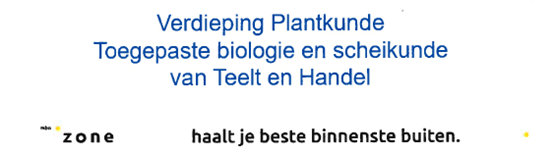 Verdieping Plantkunde
Toegepaste biologie en scheikunde
van Teelt en Handel
zone haalt je beste binnenste buiten.